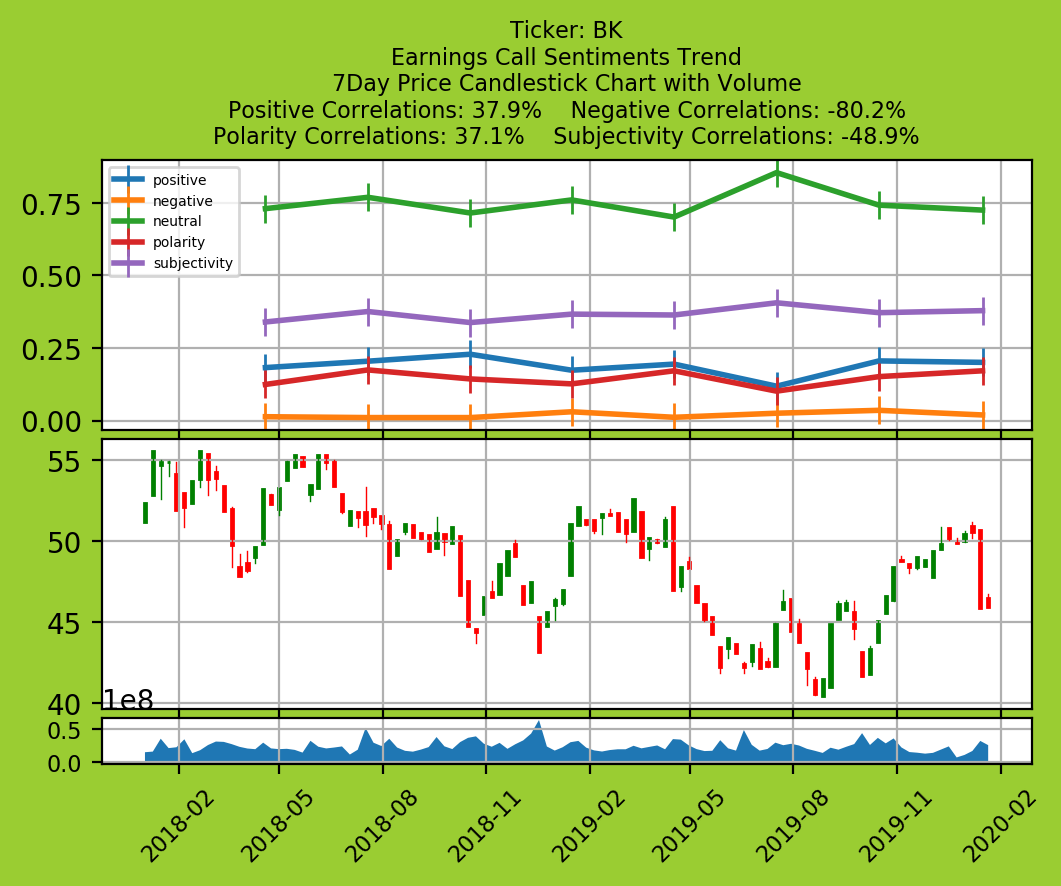 Ticker: BK
Earnings Call Sentiments Trend
7Day Price Candlestick Chart with Volume
Positive Correlations: 37.9%    Negative Correlations: -80.2%
Polarity Correlations: 37.1%    Subjectivity Correlations: -48.9%
positive
negative
neutral
polarity
subjectivity
0.75
0.50
0.25
0.00
55
50
45
40
1e8
0.5
0.0
2018-02
2018-05
2018-08
2018-11
2019-02
2019-05
2019-08
2019-11
2020-02